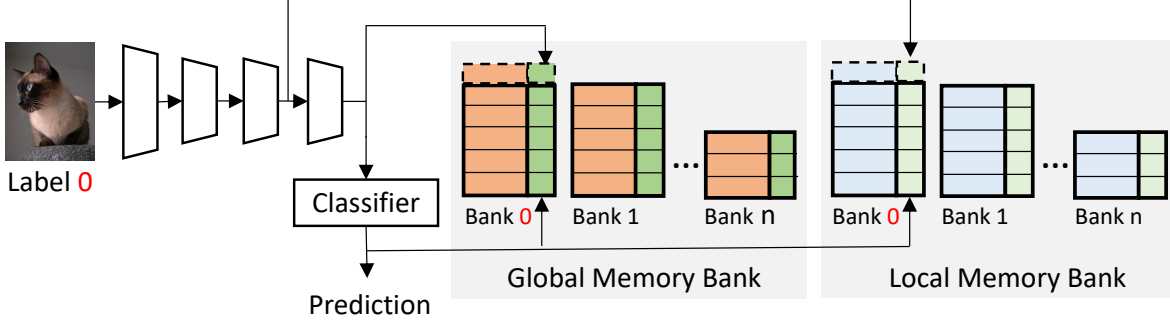 Label 0
Classifier
Prediction
Bank 0
Bank 1
...
Bank n
Global Memory Bank
Bank 0
Bank 1
...
Bank n
Local Memory Bank